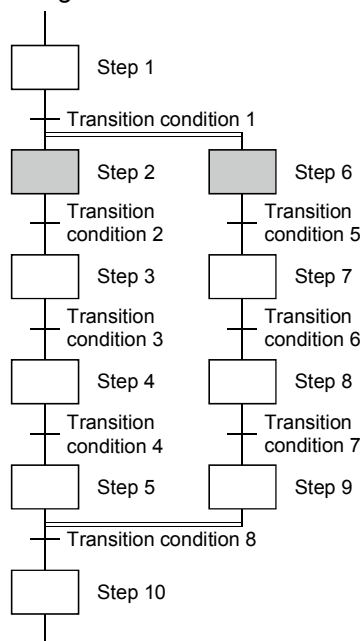 Step 1
Transition condition 1
Step 2
Step 6
Transition
condition 2
Transition
condition 5
Step 3
Step 7
Transition
condition 3
Transition
condition 6
Step 4
Step 8
Transition
condition 4
Transition
condition 7
Step 5
Step 9
Transition condition 8
Step 10